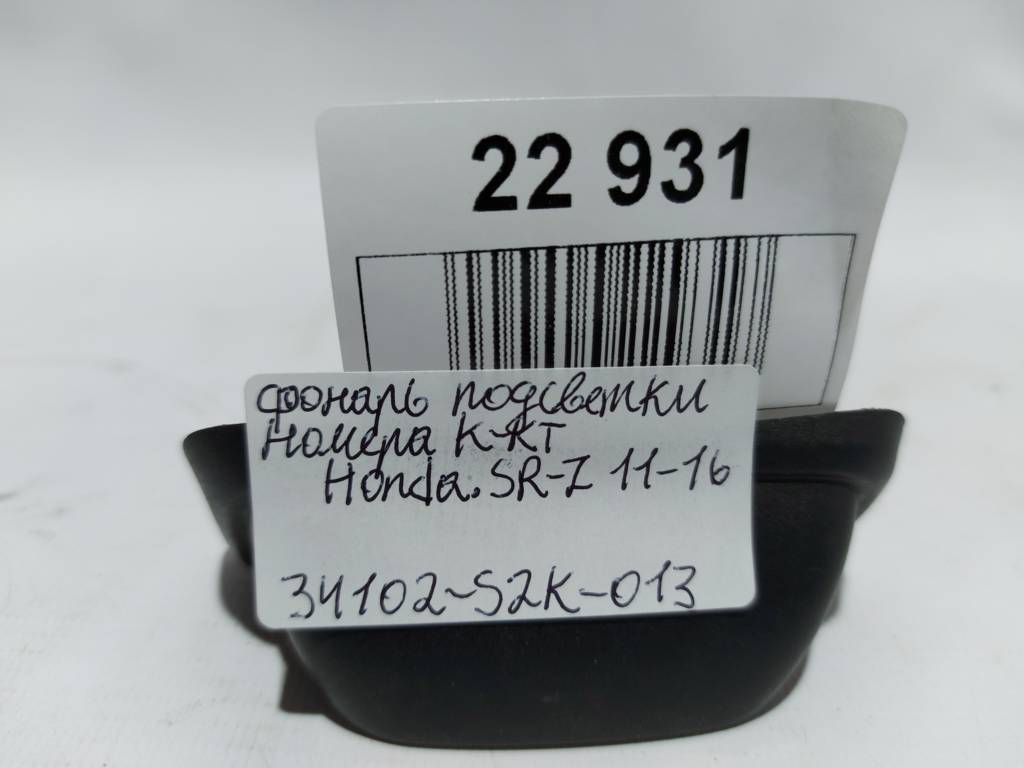 22 931
фонарь подсветки
номера К-КТ
Honda. SR-Z 11-16
34102-S2K-013